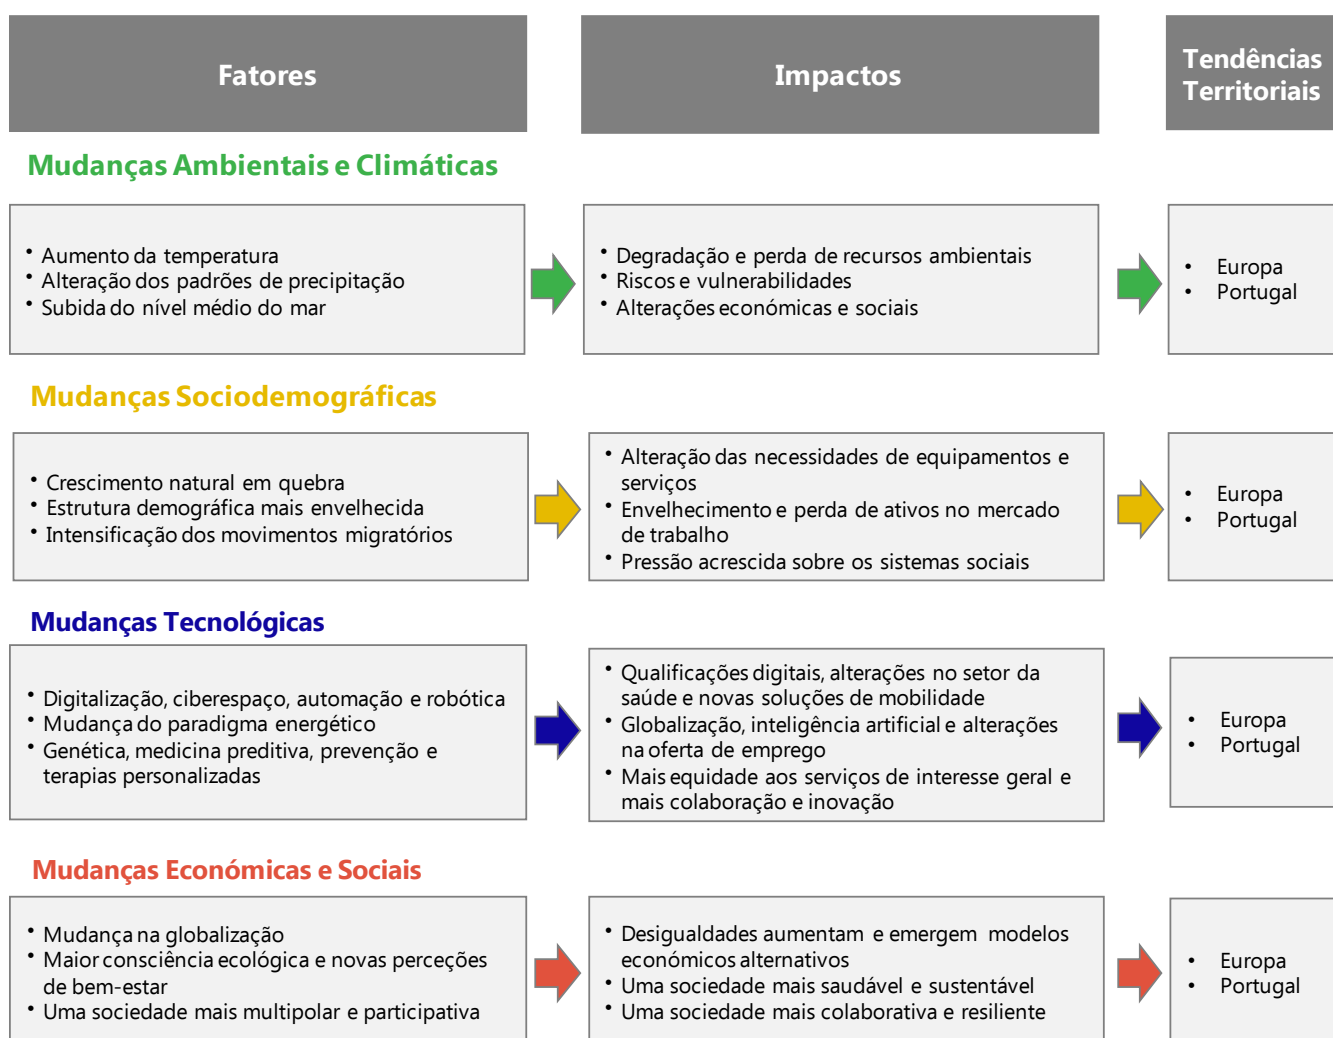 Fatores
Impactos
Tendências
Territoriais
Mudanças Ambientais e Climáticas
• Aumento da temperatura
• Alteração dos padrões de precipitação
• Subida do nível médio do mar
• Degradação e perda de recursos ambientais
• Riscos e vulnerabilidades
• Alterações económicas e sociais
• Europa
• Portugal
Mudanças Sociodemográficas
• Crescimento natural em quebra
• Estrutura demográfica mais envelhecida
• Intensificação dos movimentos migratórios
• Alteração das necessidades de equipamentos e
serviços
• Envelhecimento e perda de ativos no mercado
de trabalho
• Pressão acrescida sobre os sistemas sociais
• Europa
• Portugal
Mudanças Tecnológicas
• Digitalização, ciberespaço, automação e robótica
• Mudança do paradigma energético
• Genética, medicina preditiva, prevenção e
terapias personalizadas
• Qualificações digitais, alterações no setor da
saúde e novas soluções de mobilidade
• Globalização, inteligência artificial e alterações
na oferta de emprego
• Mais equidade aos serviços de interesse geral e
mais colaboração e inovação
• Europa
• Portugal
Mudanças Económicas e Sociais
• Mudança na globalização
• Maior consciência ecológica e novas perceções
de bem-estar
• Uma sociedade mais multipolar e participativa
• Desigualdades aumentam e emergem modelos
económicos alternativos
• Uma sociedade mais saudável e sustentável
• Uma sociedade mais colaborativa e resiliente
• Europa
• Portugal